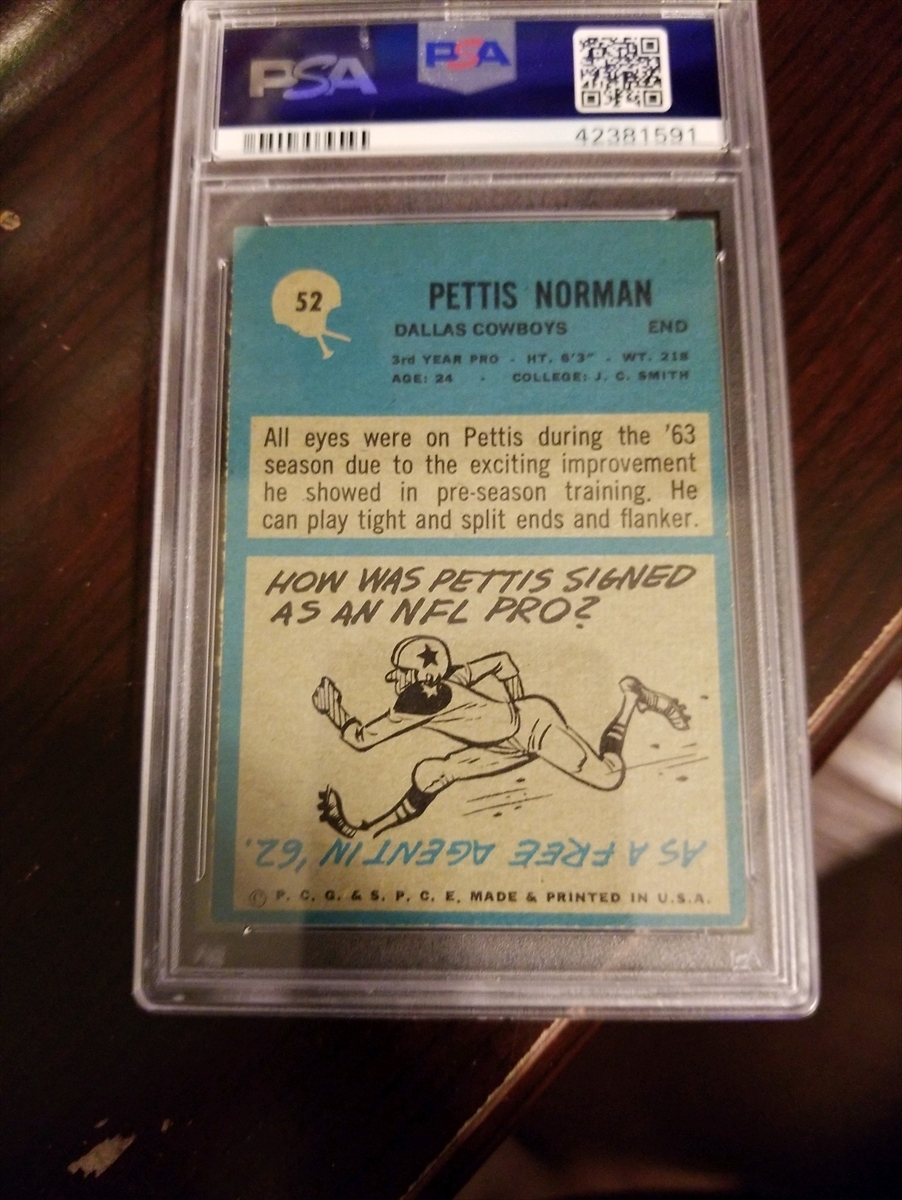 PSA
PSA
42381591
52
PETTIS NORMAN
DALLAS COWBOYS END
3rd YEAR PRO - HT. 6'3" - WT. 218
AGE: 24 - COLLEGE: J. C. SMITH
All eyes were on Pettis during the '63
season due to the exciting improvement
he showed in pre-season training. He
can play tight and split ends and flanker.
HOW WAS PETTIS SIGNED
AS AN NFL PRO?
AS A FREE AGENT IN '62.
© P. C. G. & S. P. C. E. MADE & PRINTED IN U.S.A.